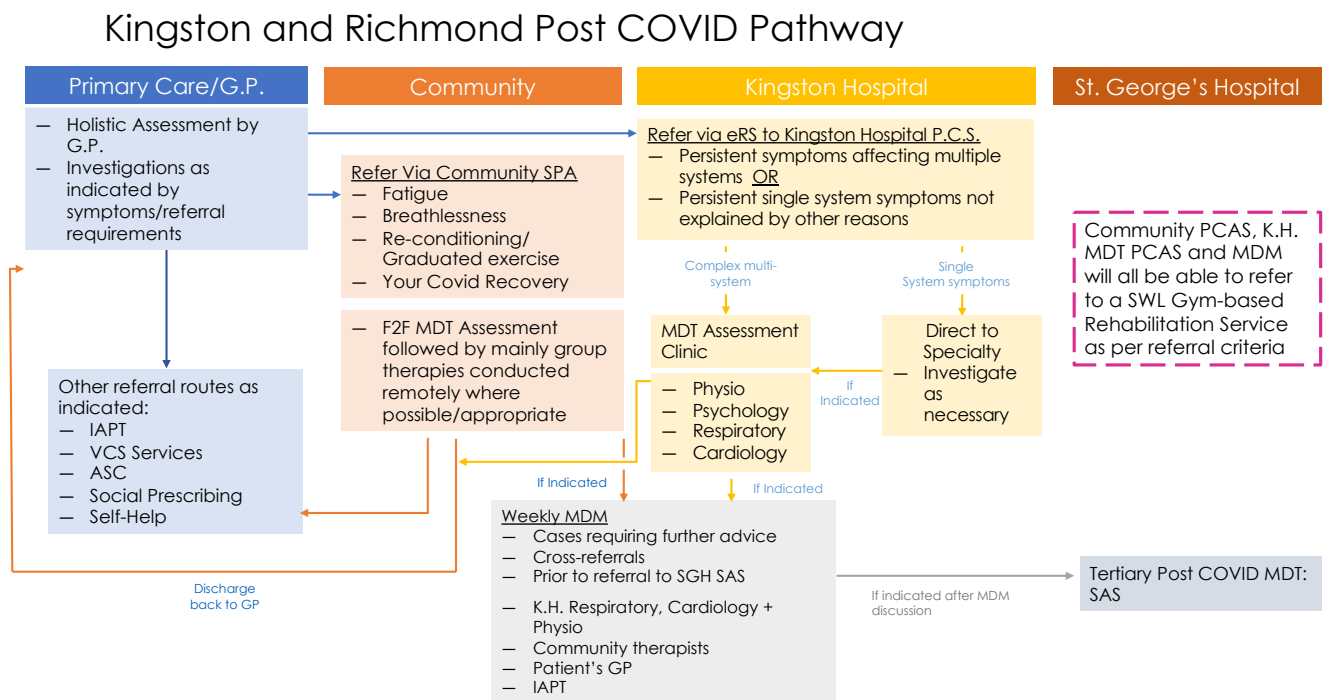 Kingston and Richmond Post COVID Pathway
Primary Care/G.P.
Community
Kingston Hospital
St. George's Hospital
— Holistic Assessment by
G.P.
— Investigations as
indicated by
symptoms/referral
requirements
Refer Via Community SPA
— Fatigue
— Breathlessness
— Re-conditioning/
Graduated exercise
— Your Covid Recovery
Refer via eRS to Kingston Hospital P.C.S.
— Persistent symptoms affecting multiple
systems OR
— Persistent single system symptoms not
explained by other reasons
Community PCAS, K.H.
MDT PCAS and MDM
will all be able to refer
to a SWL Gym-based
Rehabilitation Service
as per referral criteria
Complex multi-
system
Single
System symptoms
— F2F MDT Assessment
followed by mainly group
therapies conducted
remotely where
possible/appropriate
MDT Assessment
Clinic
— Physio
— Psychology
— Respiratory
— Cardiology
If
Indicated
Direct to
Specialty
— Investigate
as
necessary
Other referral routes as
indicated:
— IAPT
— VCS Services
— ASC
— Social Prescribing
— Self-Help
If Indicated
If Indicated
Discharge
back to GP
Weekly MDM
— Cases requiring further advice
— Cross-referrals
— Prior to referral to SGH SAS
— K.H. Respiratory, Cardiology +
Physio
— Community therapists
— Patient's GP
— IAPT
If indicated after MDM
discussion
Tertiary Post COVID MDT:
SAS